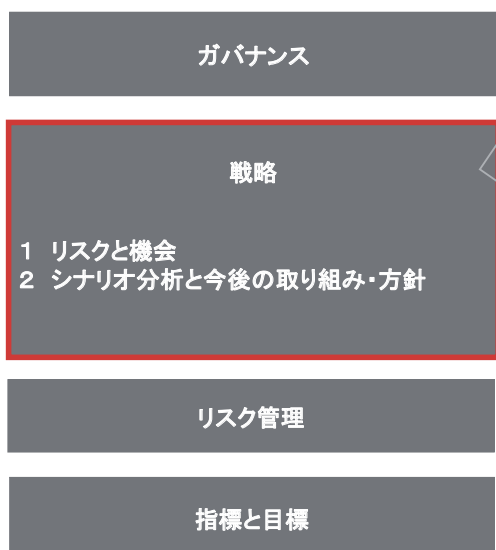 ガバナンス
戦略
１　リスクと機会
２　シナリオ分析と今後の取り組み・方針
リスク管理
指標と目標